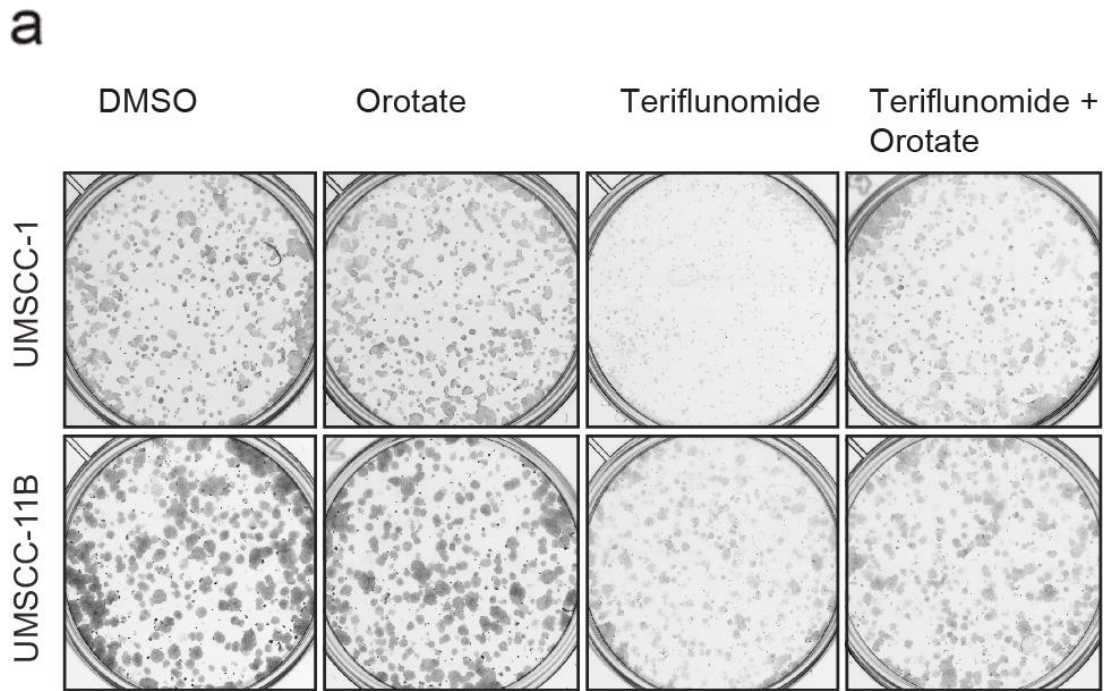 a
DMSO
Orotate
Teriflunomide
Teriflunomide +
Orotate
UMSCC-1
UMSCC-11B